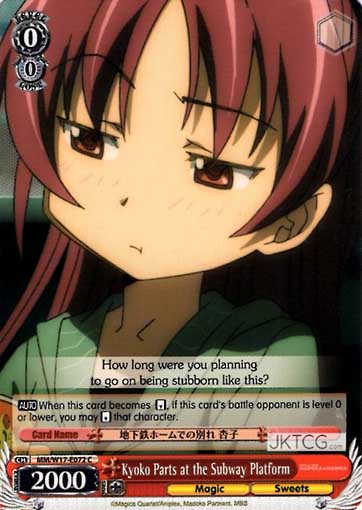 0
0
How long were you planning
to go on being stubborn like this?
AUTO When this card becomes [ ], if this card's battle opponent is level 0
or lower, you may [ ] that character.
Card Name 地下鉄ホームでの別れ 杏子
JKTCG.com
CH MM/W17-E072 C
Kyoko Parts at the Subway Platform
2000
Magic Sweets
©Magica Quartet/Aniplex, Madoka Partners, MBS